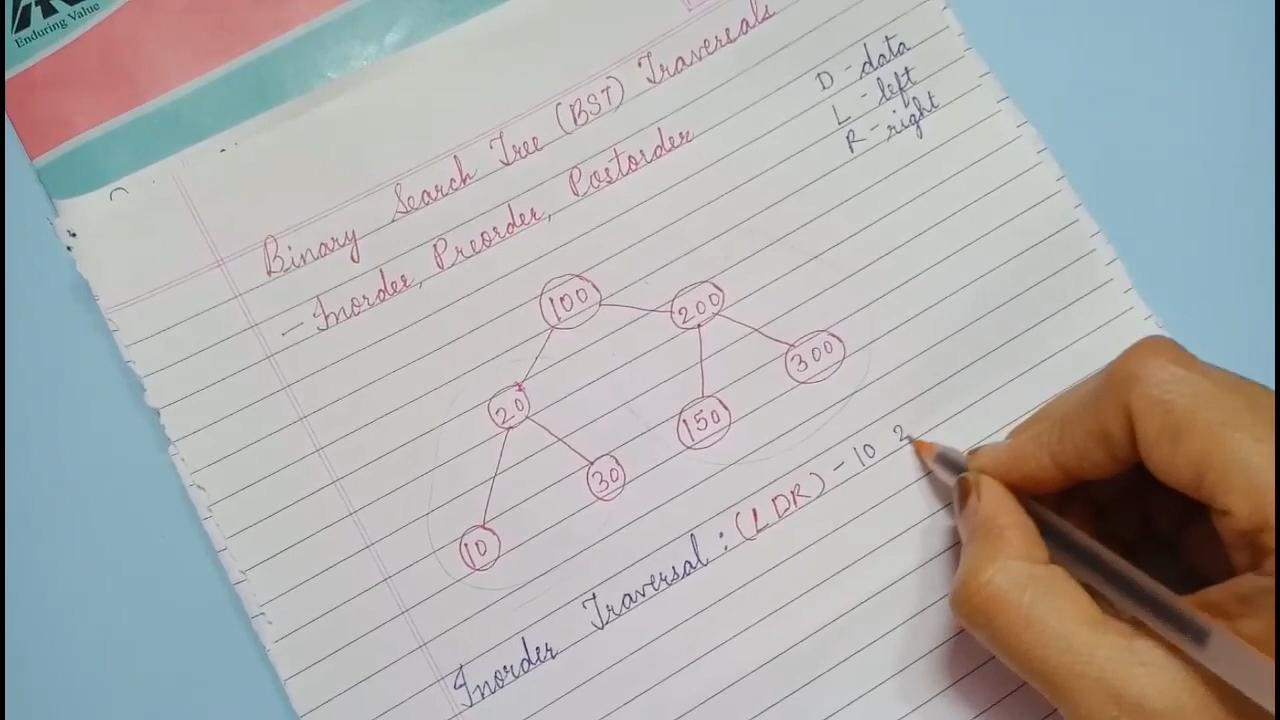 Enduring Value
Binary Search Tree (BST) Traversals
- Inorder, Preorder, Postorder
D - data
L - left
R - right
100
200
20
300
150
30
10
Inorder Traversal : (LDR) - 10 2